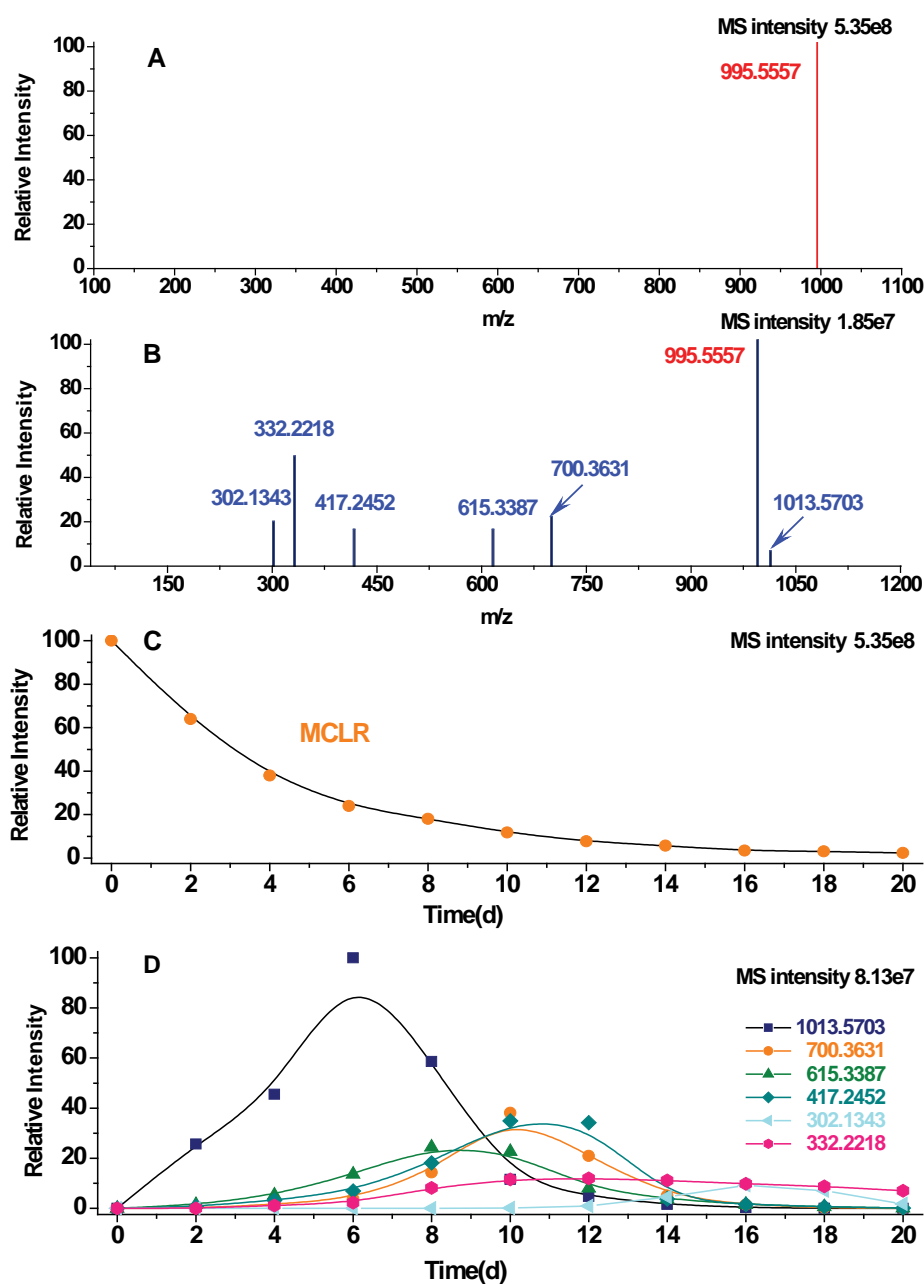 MS intensity 5.35e8
A
995.5557
Relative Intensity
100
80
60
40
20
0
100 200 300 400 500 600 700 800 900 1000 1100
m/z
MS intensity 1.85e7
B
995.5557
332.2218
700.3631
302.1343
417.2452
615.3387
1013.5703
Relative Intensity
100
80
60
40
20
0
150 300 450 600 750 900 1050 1200
m/z
C
MS intensity 5.35e8
MCLR
Relative Intensity
100
80
60
40
20
0
0 2 4 6 8 10 12 14 16 18 20
Time(d)
D
MS intensity 8.13e7
1013.5703
700.3631
615.3387
417.2452
302.1343
332.2218
Relative Intensity
100
80
60
40
20
0
0 2 4 6 8 10 12 14 16 18 20
Time(d)